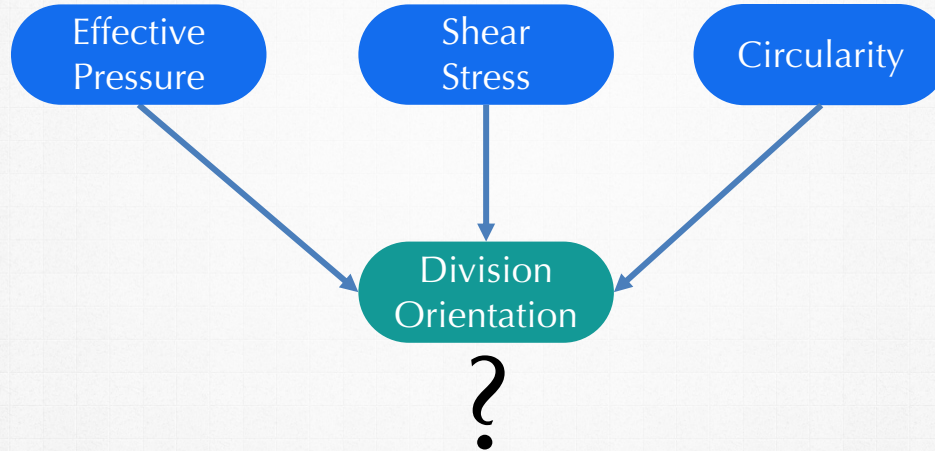 Effective
Pressure
Shear
Stress
Circularity
Division
Orientation
?